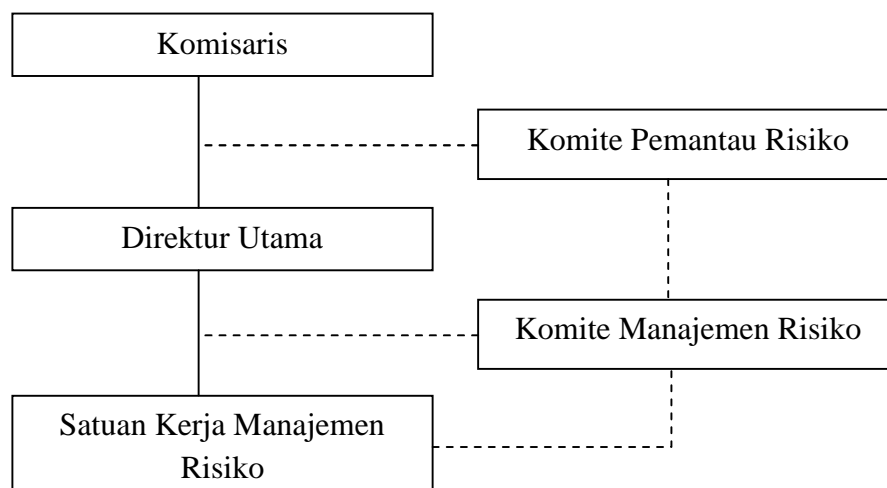 Komisaris
Komite Pemantau Risiko
Direktur Utama
Komite Manajemen Risiko
Satuan Kerja Manajemen
Risiko